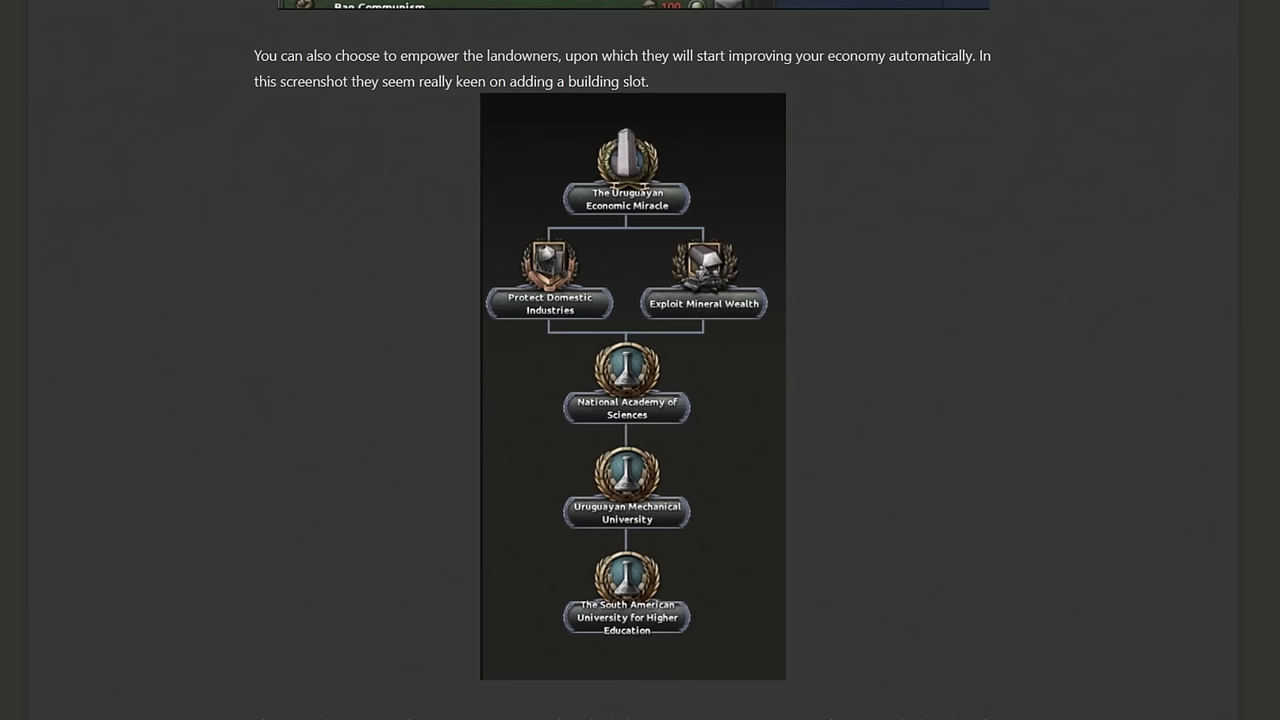 Ban Communism
100
You can also choose to empower the landowners, upon which they will start improving your economy automatically. In
this screenshot they seem really keen on adding a building slot.
The Uruguayan
Economic Miracle
Protect Domestic
Industries
Exploit Mineral Wealth
National Academy of
Sciences
Uruguayan Mechanical
University
The South American
University for Higher
Education